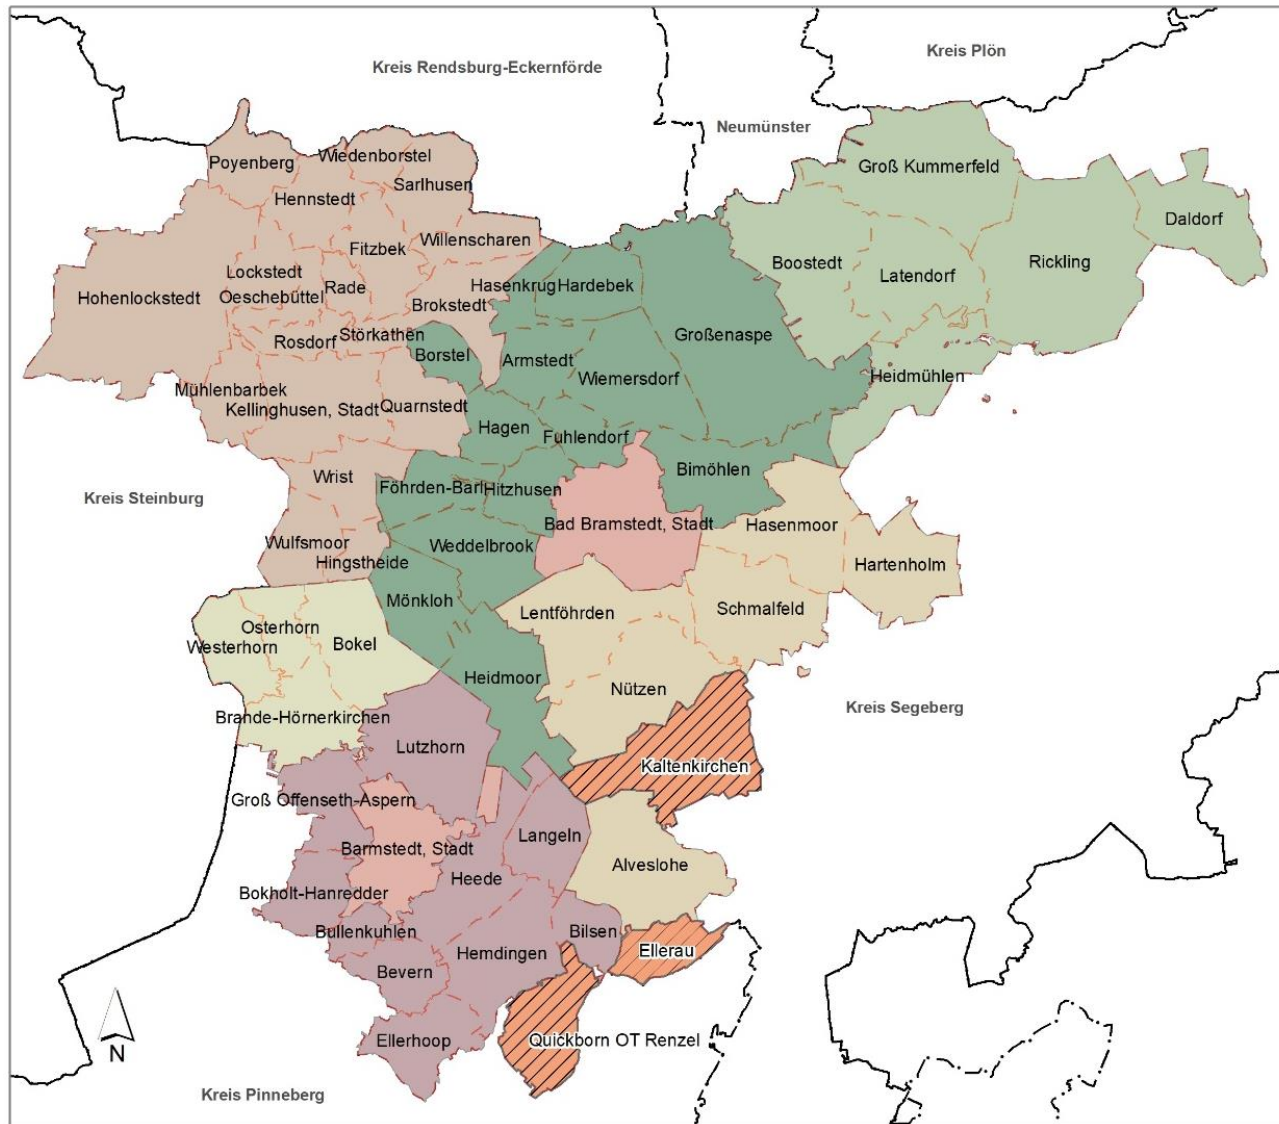 Kreis Plön
Kreis Rendsburg-Eckernförde
Neumünster
Wiedenborstel
Poyenberg
Groß Kummerfeld
Sarlhusen
Hennstedt
Daldorf
Willenscharen
Fitzbek
Boostedt
Rickling
Lockstedt
Latendorf
Hasenkrug
Hardebek
Rade
Oeschebüttel
Hohenlockstedt
Brokstedt
Großenaspe
Störkathen
Rosdorf
Borstel
Armstedt
Wiemersdorf
Heidmühlen
Mühlenbarbek
Kellinghusen, Stadt
Quarnstedt
Hagen
Fuhlendorf
Bimöhlen
Wrist
Föhrden-Barl
Hitzhusen
Kreis Steinburg
Bad Bramstedt, Stadt
Hasenmoor
Wulfsmoor
Weddelbrook
Hingstheide
Hartenholm
Mönkloh
Schmalfeld
Lentföhrden
Osterhorn
Westerhorn
Bokel
Heidmoor
Nützen
Kreis Segeberg
Brande-Hörnerkirchen
Lutzhorn
Kaltenkirchen
Groß Offenseth-Aspern
Langeln
Barmstedt, Stadt
Alveslohe
Heede
Bokholt-Hanredder
Bullenkuhlen
Bilsen
Ellerau
Hemdingen
Bevern
Ellerhoop
Quickborn OT Renzel
N
Kreis Pinneberg